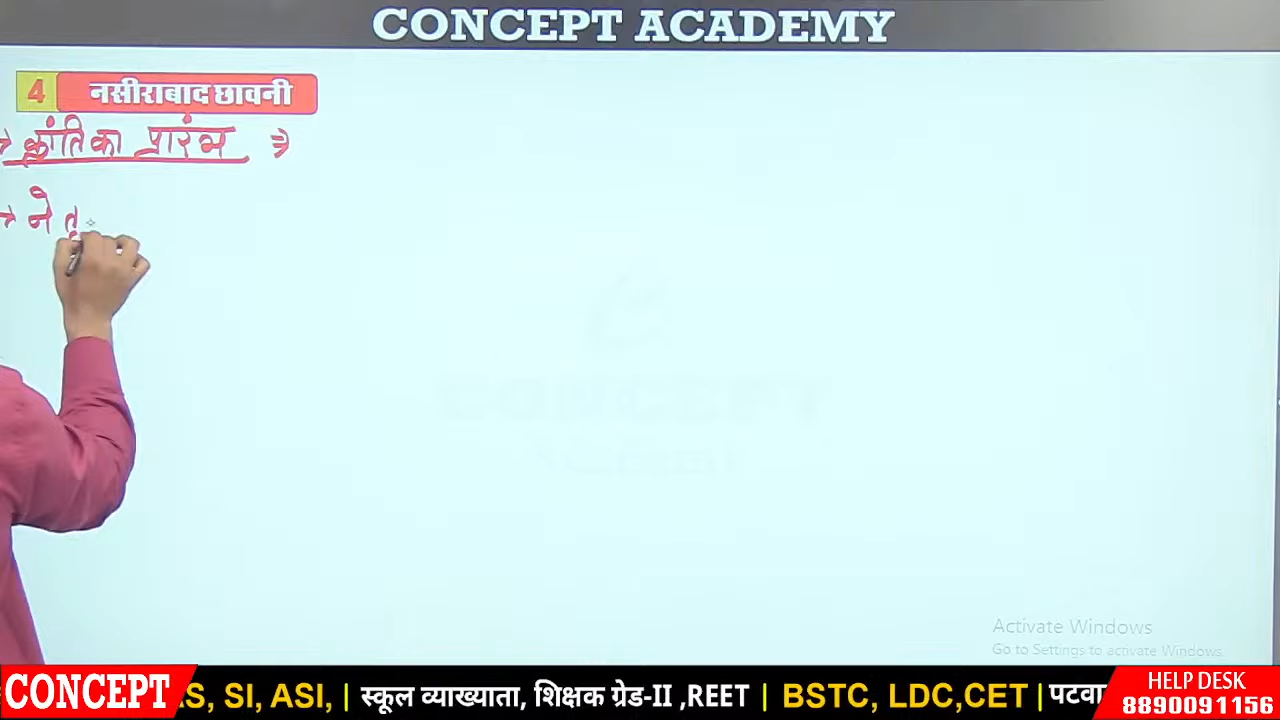 CONCEPT ACADEMY
4 नसीराबाद छावनी
→ क्रांति का प्रारंभ ⇒
→ नेतृ
CONCEPT
Activate Windows
Go to Settings to activate Windows.
CONCEPT S, SI, ASI, | स्कूल व्याख्याता, शिक्षक ग्रेड-II ,REET | BSTC, LDC,CET | पटवा
HELP DESK
8890091156